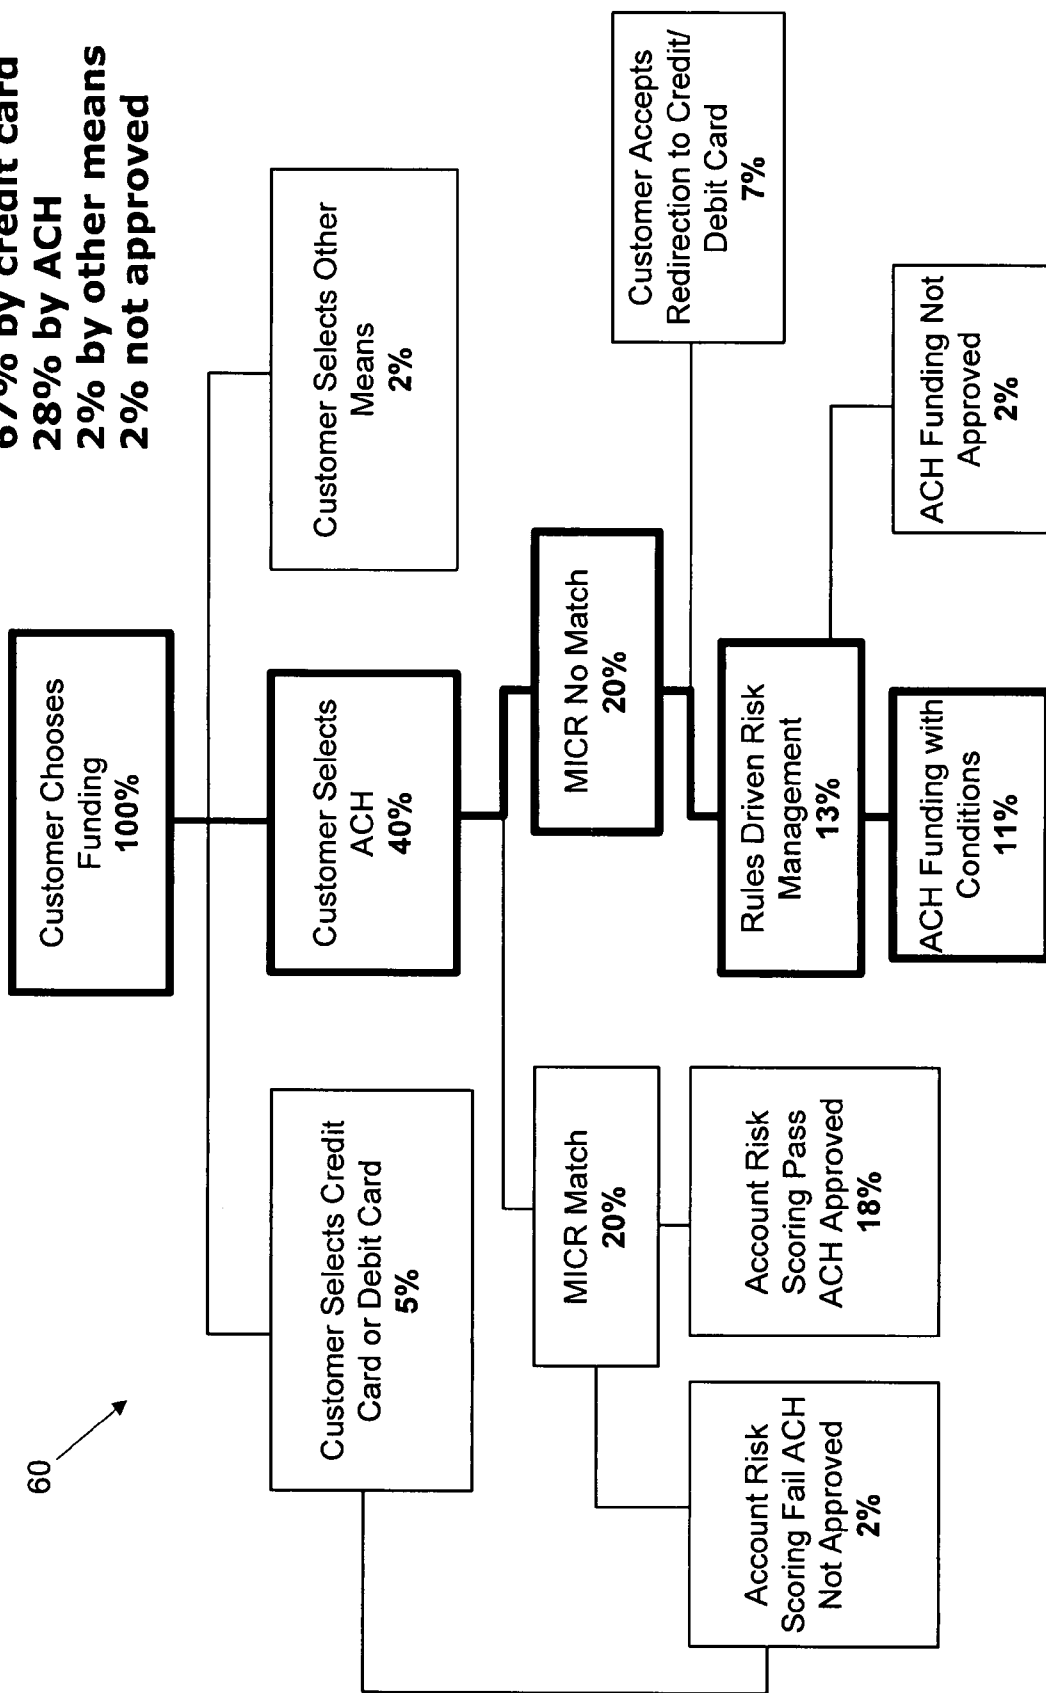 60
67% by credit card
28% by ACH
2% by other means
2% not approved
Customer Chooses
Funding
100%
Customer Selects Credit
Card or Debit Card
5%
Customer Selects
ACH
40%
Customer Selects Other
Means
2%
MICR Match
20%
MICR No Match
20%
Customer Accepts
Redirection to Credit/
Debit Card
7%
Account Risk
Scoring Fail ACH
Not Approved
2%
Account Risk
Scoring Pass
ACH Approved
18%
Rules Driven Risk
Management
13%
ACH Funding with
Conditions
11%
ACH Funding Not
Approved
2%